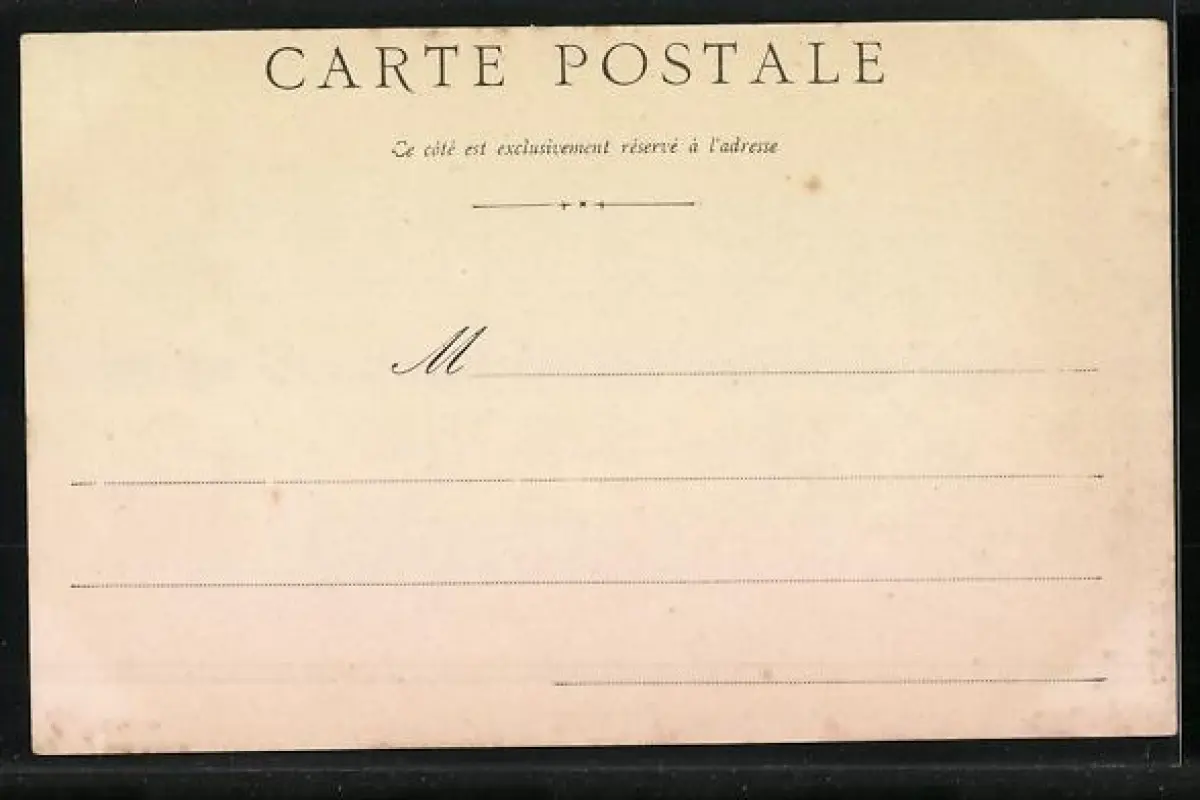 CARTE POSTALE
Ce côté est exclusivement réservé à l'adresse
M